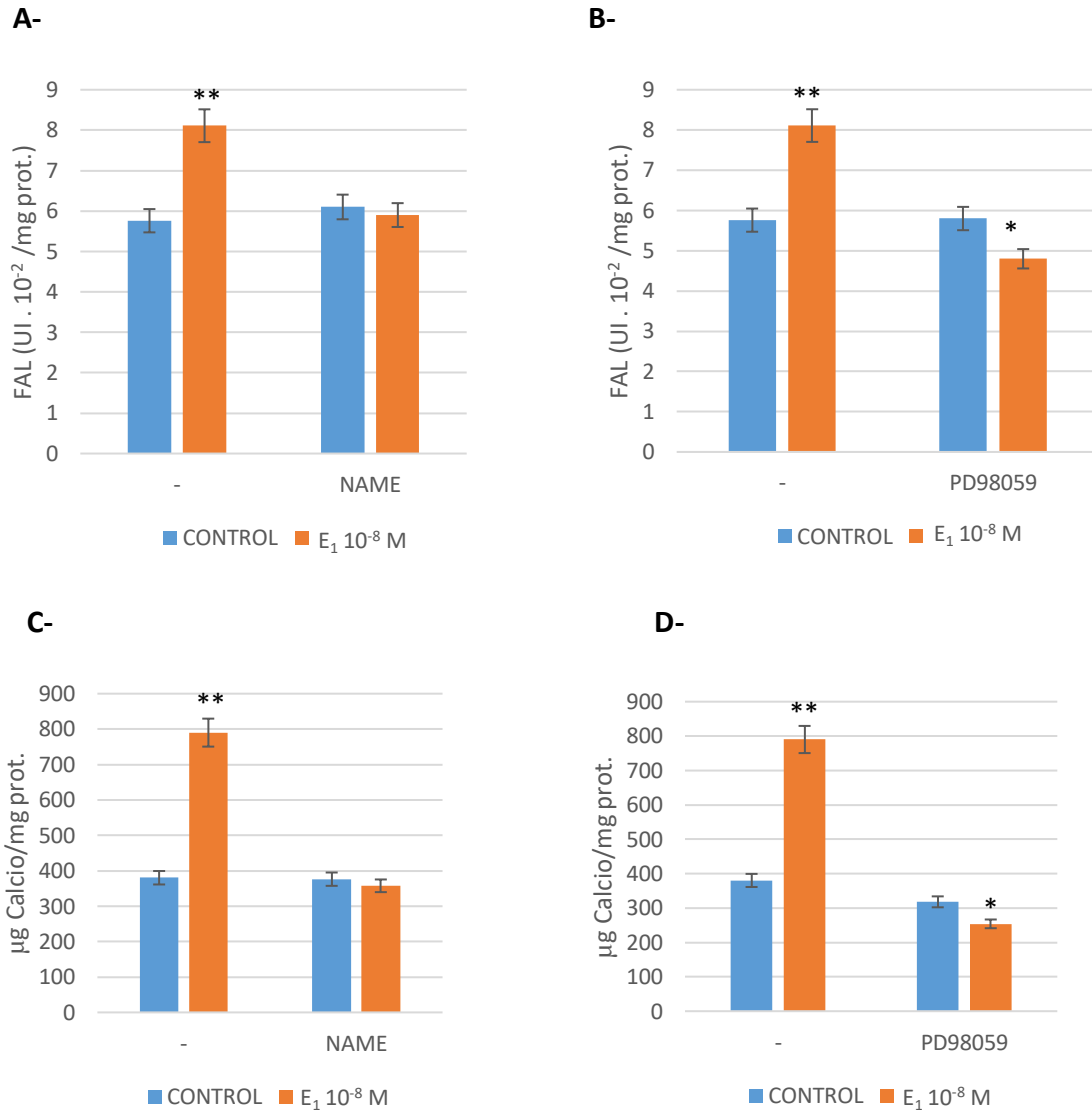 A-
FAL (UI . 10⁻² /mg prot.)
9
8
7
6
5
4
3
2
1
0
**
- NAME
CONTROL E₁ 10⁻⁸ M
B-
FAL (UI . 10⁻² /mg prot.)
9
8
7
6
5
4
3
2
1
0
**
*
- PD98059
CONTROL E₁ 10⁻⁸ M
C-
µg Calcio/mg prot.
900
800
700
600
500
400
300
200
100
0
**
- NAME
CONTROL E₁ 10⁻⁸ M
D-
µg Calcio/mg prot.
900
800
700
600
500
400
300
200
100
0
**
*
- PD98059
CONTROL E₁ 10⁻⁸ M